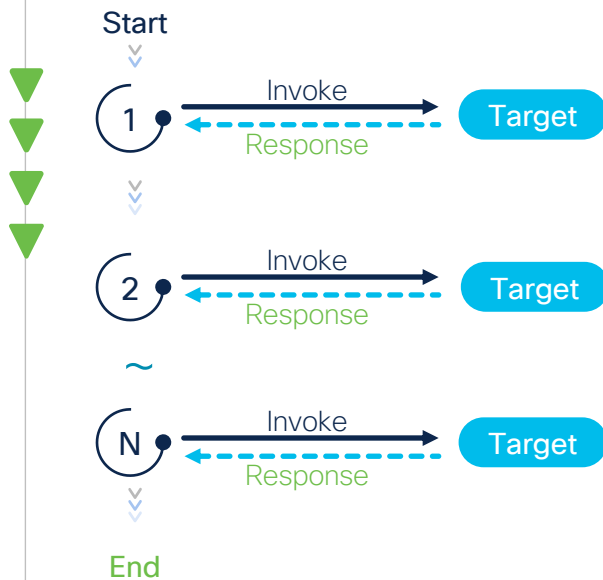 Start
Invoke
1
Target
Response
Invoke
2
Target
Response
~
Invoke
N
Target
Response
End